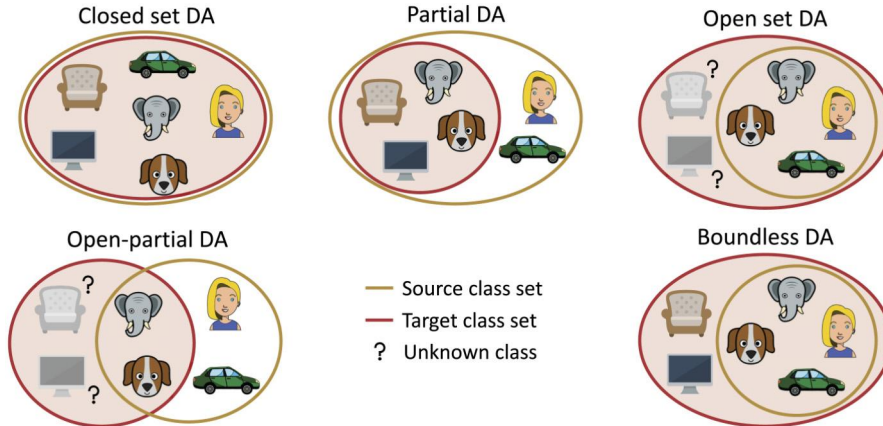 Closed set DA
Partial DA
Open set DA
?
?
Open-partial DA
Boundless DA
?
?
Source class set
Target class set
? Unknown class